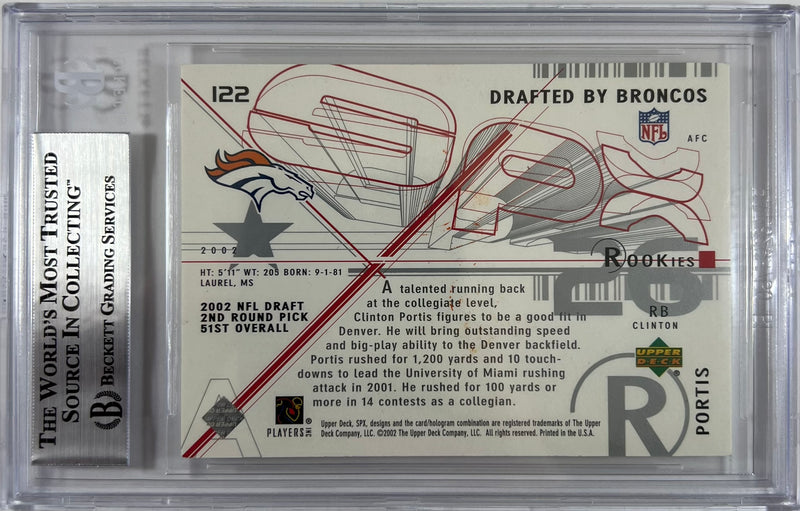 THE WORLD'S MOST TRUSTED
SOURCE IN COLLECTING™
BECKETT GRADING SERVICES
B
122
DRAFTED BY BRONCOS
NFL
AFC
SPX
2002
26
ROOKIES
HT: 5'11" WT: 205 BORN: 9-1-81
LAUREL, MS
2002 NFL DRAFT
2ND ROUND PICK
51ST OVERALL
RB
CLINTON
PORTIS
A talented running back
at the collegiate level,
Clinton Portis figures to be a good fit in
Denver. He will bring outstanding speed
and big-play ability to the Denver backfield.
Portis rushed for 1,200 yards and 10 touch-
downs to lead the University of Miami rushing
attack in 2001. He rushed for 100 yards or
more in 14 contests as a collegian.
UPPER
DECK
R
A
PLAYERS INC
Upper Deck, SPX, designs and the card/hologram combination are registered trademarks of The Upper
Deck Company, LLC. ©2002 The Upper Deck Company, LLC. All rights reserved. Printed in the U.S.A.